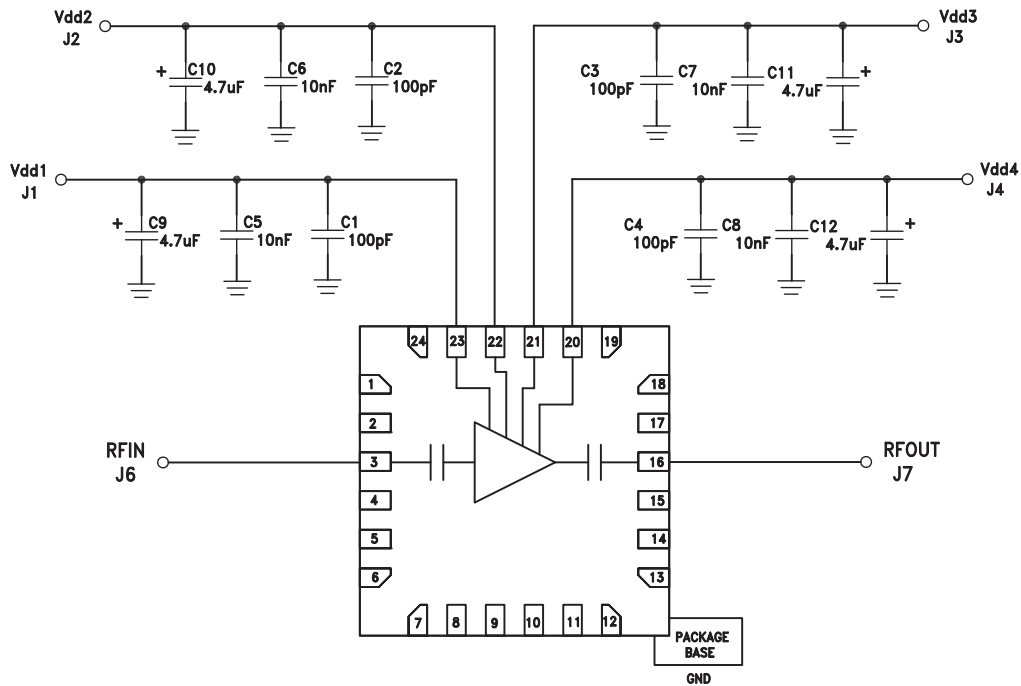 Vdd2
J2
+ C10
4.7uF
C6
10nF
C2
100pF
Vdd3
J3
C3
100pF
C7
10nF
C11
4.7uF +
Vdd1
J1
+ C9
4.7uF
C5
10nF
C1
100pF
Vdd4
J4
C4
100pF
C8
10nF
C12
4.7uF +
24 23 22 21 20 19
1
2
3
4
5
6
18
17
16
15
14
13
7 8 9 10 11 12
RFIN
J6
RFOUT
J7
PACKAGE
BASE
GND